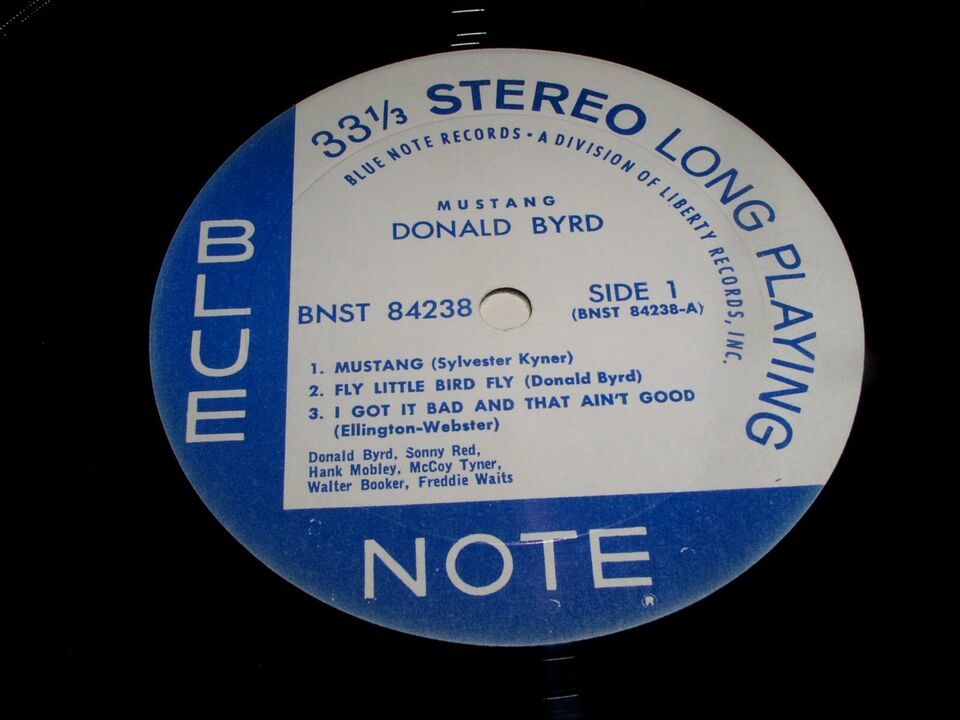 33 1/3 STEREO LONG PLAYING
BLUE NOTE RECORDS • A DIVISION OF LIBERTY RECORDS, INC.
MUSTANG
DONALD BYRD
BNST 84238
SIDE 1
(BNST 84238-A)
1. MUSTANG (Sylvester Kyner)
2. FLY LITTLE BIRD FLY (Donald Byrd)
3. I GOT IT BAD AND THAT AIN'T GOOD
(Ellington-Webster)
Donald Byrd, Sonny Red,
Hank Mobley, McCoy Tyner,
Walter Booker, Freddie Waits
BLUE
NOTE
®